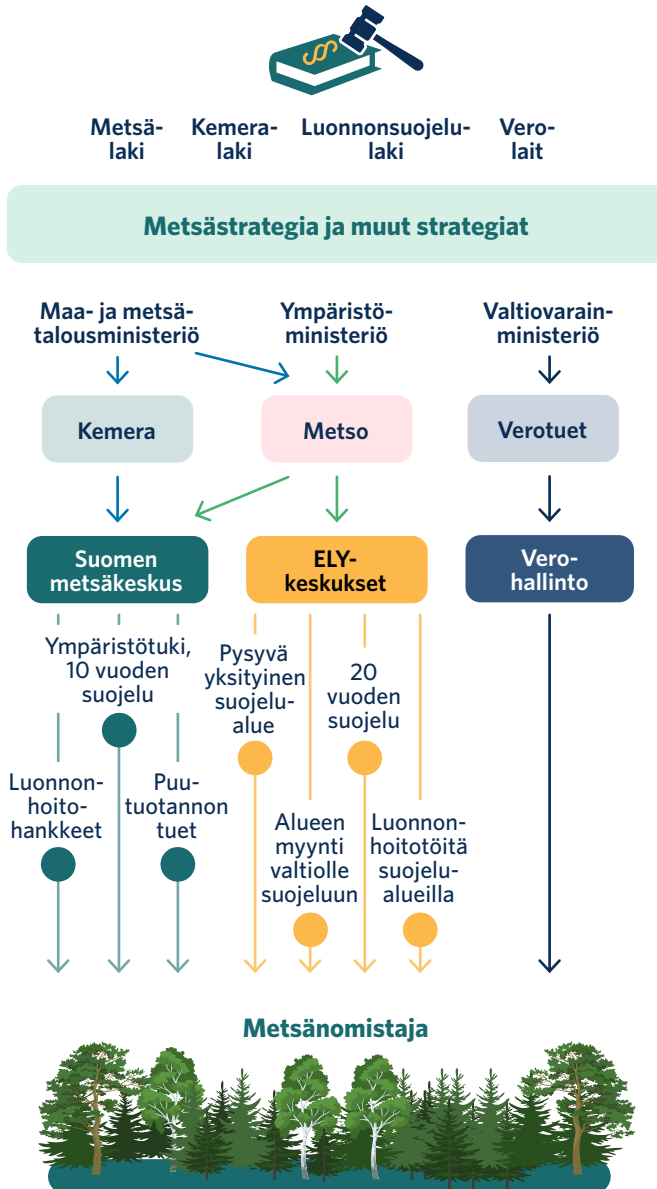 §
Metsä-
laki
Kemera-
laki
Luonnonsuojelu-
laki
Vero-
lait
Metsästrategia ja muut strategiat
Maa- ja metsä-
talousministeriö
Ympäristö-
ministeriö
Valtiovarain-
ministeriö
Kemera
Metso
Verotuet
Suomen
metsäkeskus
ELY-
keskukset
Vero-
hallinto
Ympäristötuki,
10 vuoden
suojelu
Pysyvä
yksityinen
suojelu-
alue
20
vuoden
suojelu
Luonnon-
hoito-
hankkeet
Puu-
tuotannon
tuet
Alueen
myynti
valtiolle
suojeluun
Luonnon-
hoitotöitä
suojelu-
alueilla
Metsänomistaja